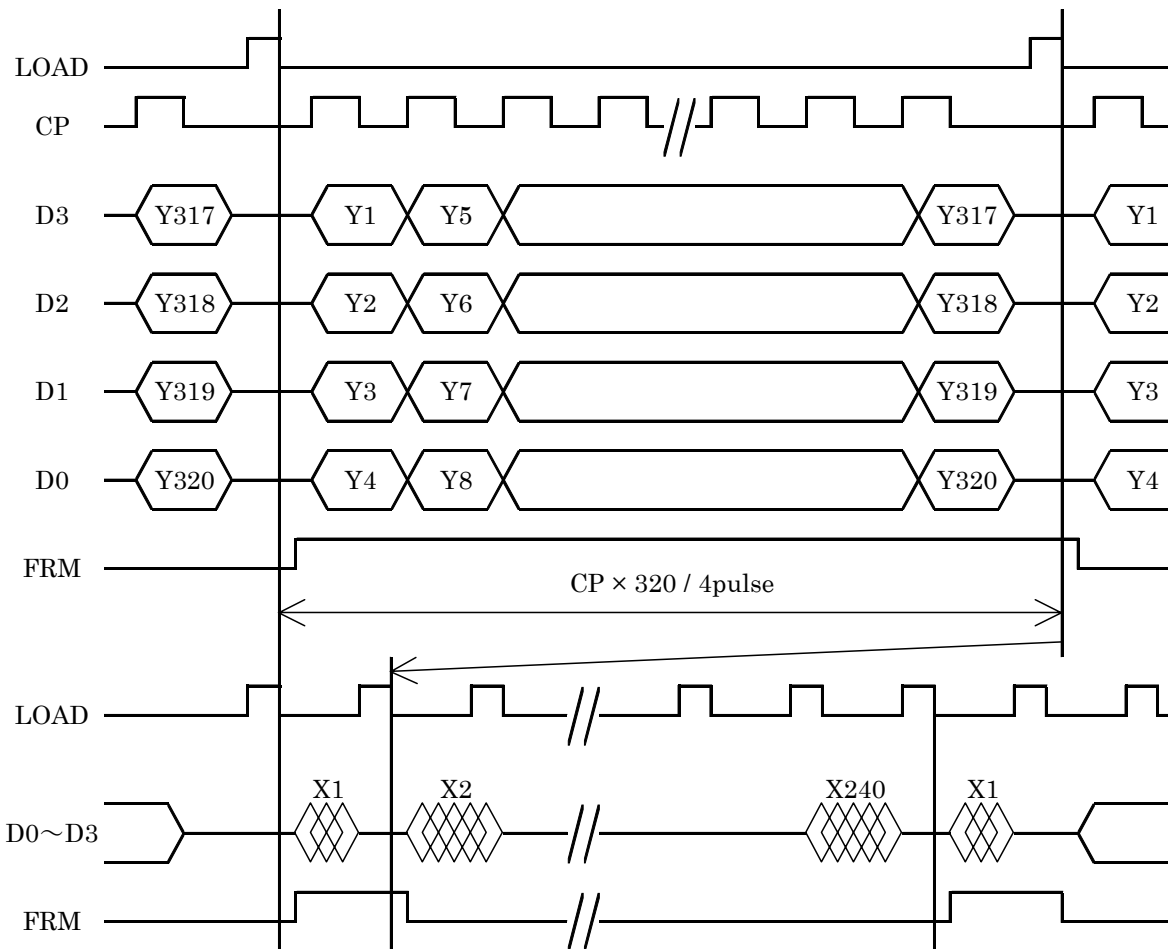 LOAD
CP
D3 Y317 Y1 Y5 Y317 Y1
D2 Y318 Y2 Y6 Y318 Y2
D1 Y319 Y3 Y7 Y319 Y3
D0 Y320 Y4 Y8 Y320 Y4
FRM
CP × 320 / 4pulse
LOAD
X1 X2 X240 X1
D0～D3
FRM